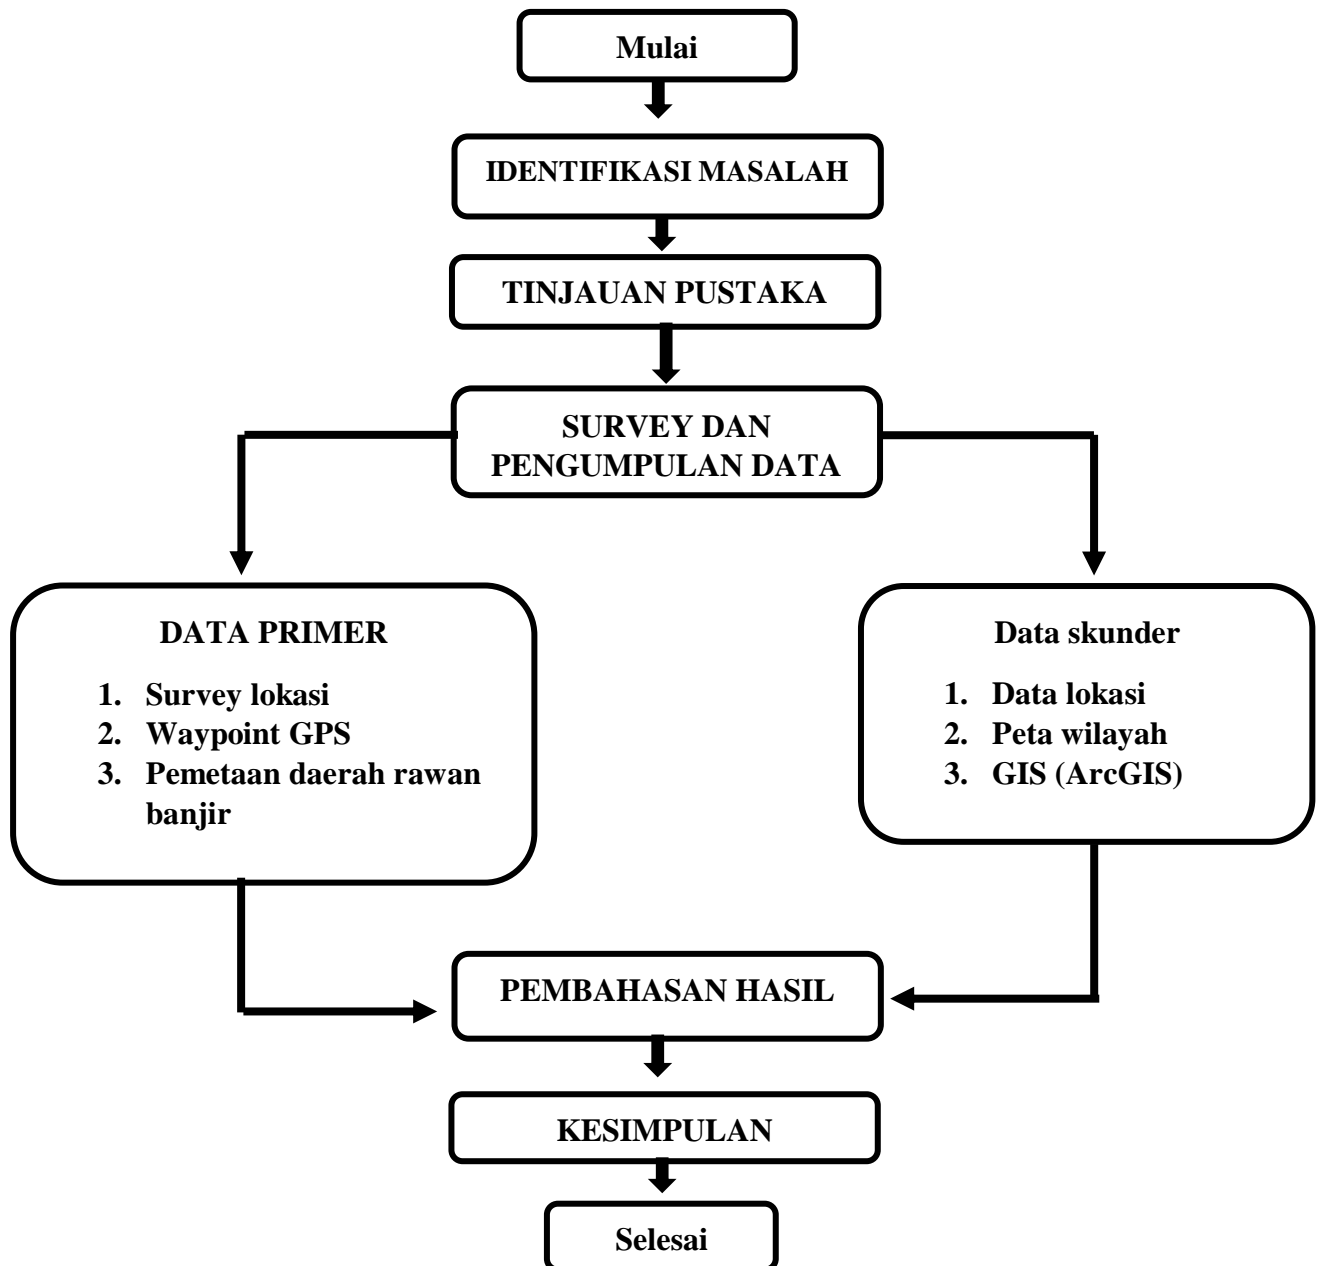 Mulai
IDENTIFIKASI MASALAH
TINJAUAN PUSTAKA
SURVEY DAN
PENGUMPULAN DATA
DATA PRIMER
1. Survey lokasi
2. Waypoint GPS
3. Pemetaan daerah rawan
banjir
Data skunder
1. Data lokasi
2. Peta wilayah
3. GIS (ArcGIS)
PEMBAHASAN HASIL
KESIMPULAN
Selesai